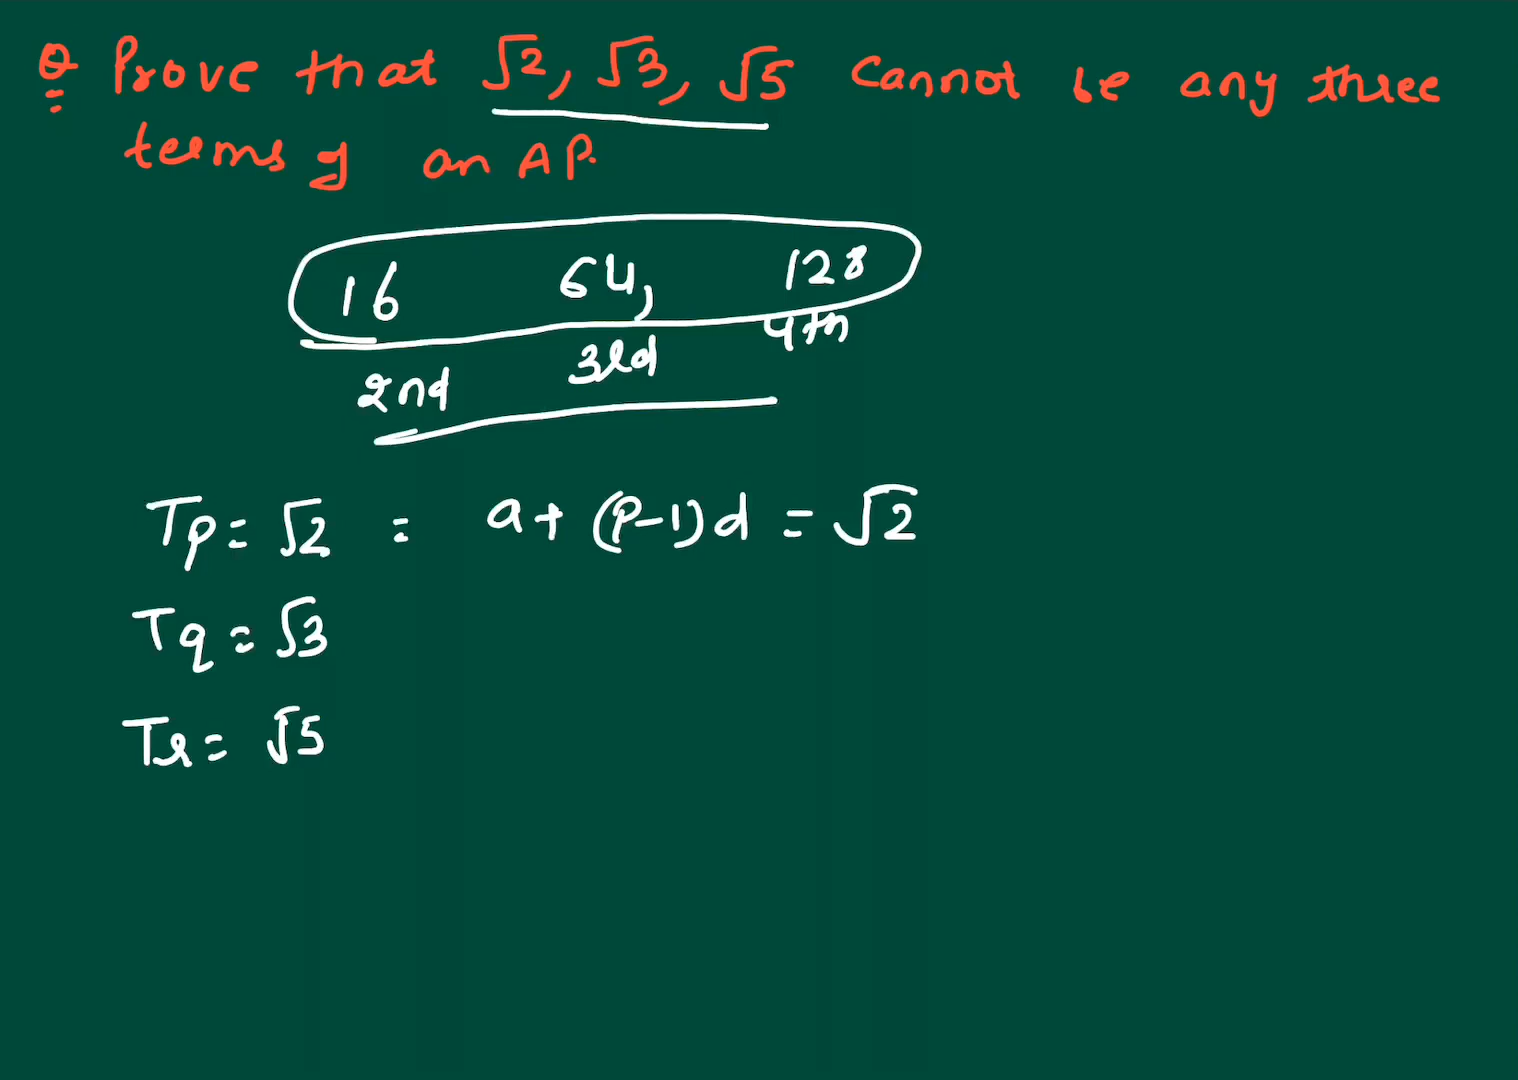 Q Prove that √2, √3, √5 cannot be any three
terms of an AP.
16 64, 128
2nd 3rd 4th
Tp = √2 = a + (P-1)d = √2
Tq = √3
Tr = √5